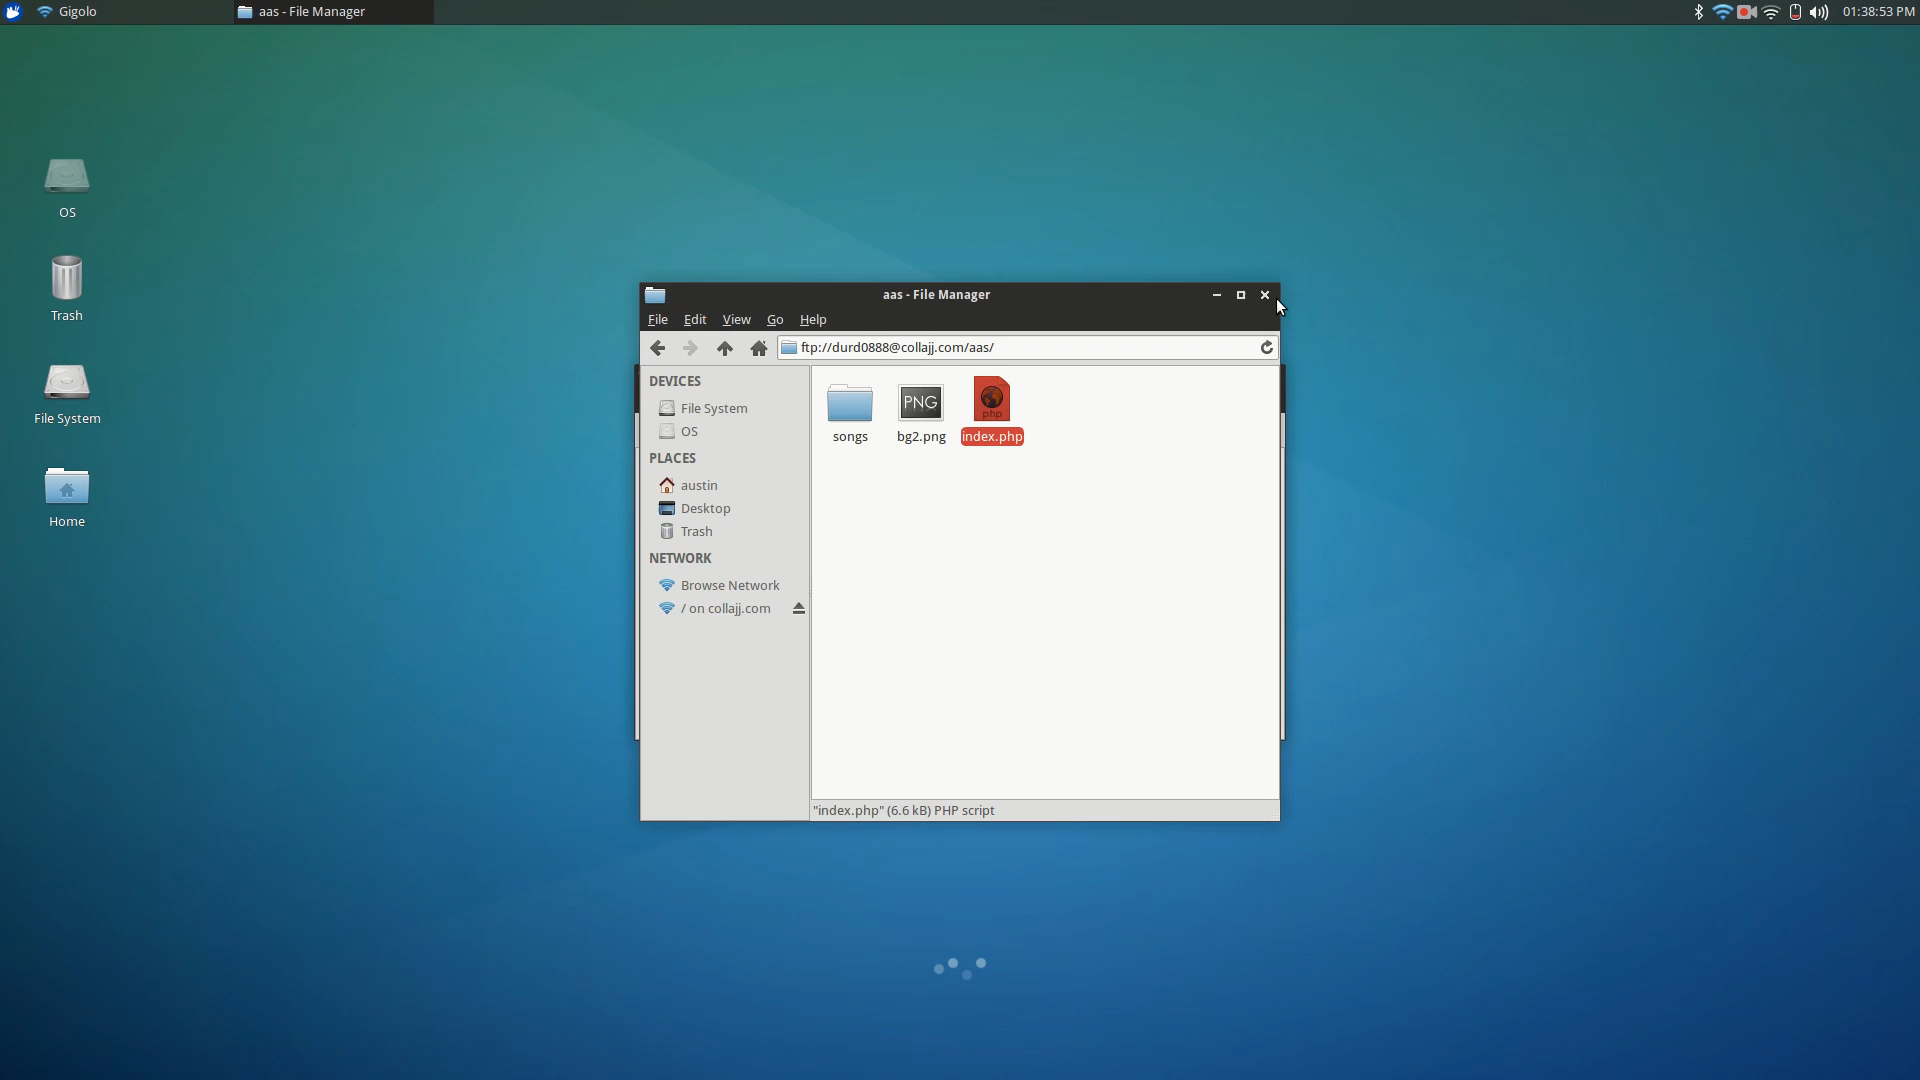 Gigolo
aas - File Manager
01:38:53 PM
OS
Trash
File System
Home
aas - File Manager
File Edit View Go Help
ftp://durd0888@collajj.com/aas/
DEVICES
File System
OS
PLACES
austin
Desktop
Trash
NETWORK
Browse Network
/ on collajj.com
PNG
php
songs
bg2.png
index.php
"index.php" (6.6 kB) PHP script